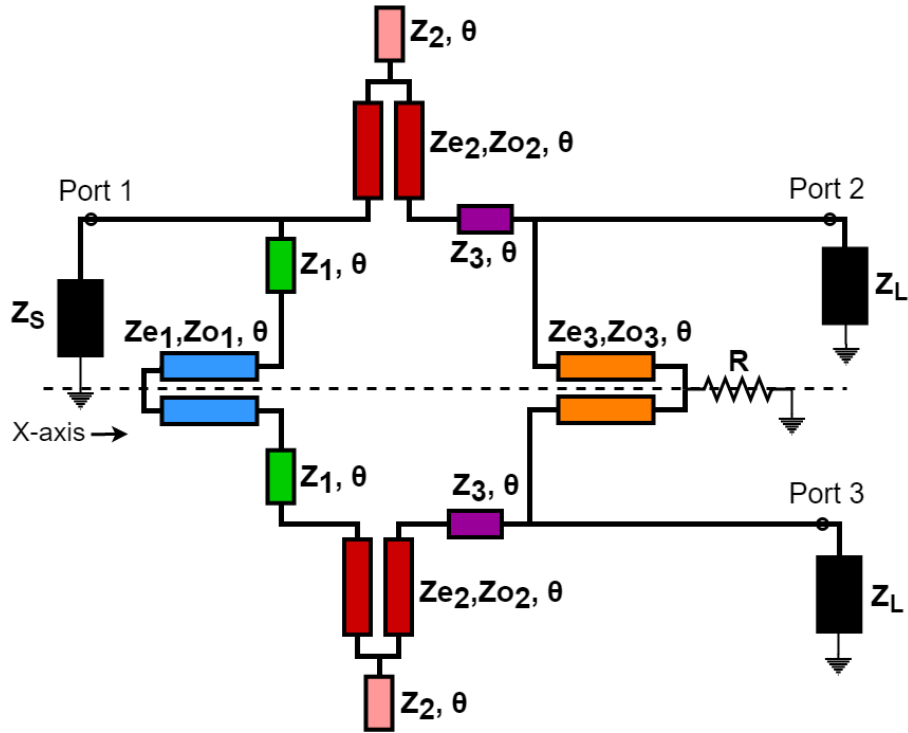 Z2, θ
Ze2,Zo2, θ
Port 1
Port 2
Z3, θ
Z1, θ
ZS
ZL
Ze1,Zo1, θ
Ze3,Zo3, θ
R
X-axis
Z1, θ
Z3, θ
Port 3
Ze2,Zo2, θ
ZL
Z2, θ